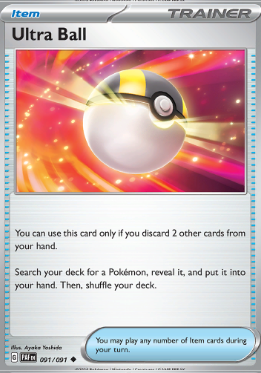 Item
TRAINER
Ultra Ball
You can use this card only if you discard 2 other cards from
your hand.
Search your deck for a Pokémon, reveal it, and put it into
your hand. Then, shuffle your deck.
Illus. Ayaka Yoshida
PAF EN 091/091
You may play any number of Item cards during
your turn.